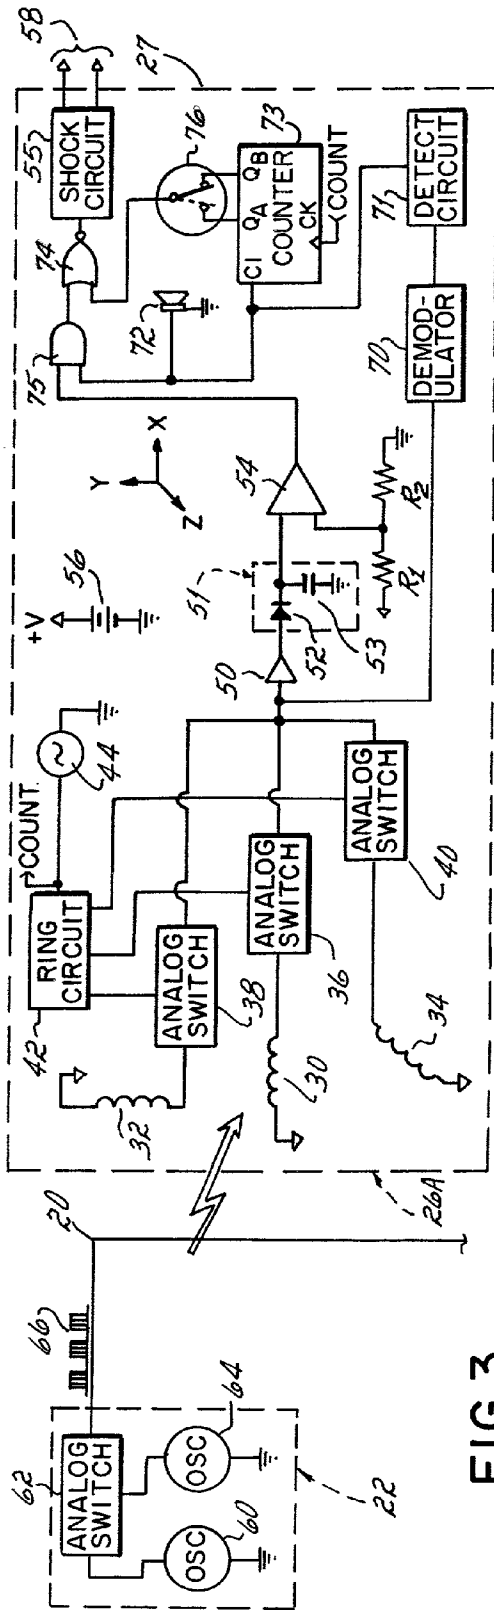 58
27
55
SHOCK
CIRCUIT
74
75
76
73
QB
QA
COUNTER
CK
CI
COUNT
72
71
DETECT
CIRCUIT
70
DEMOD-
ULATOR
X
Y
Z
54
R1
R2
51
52
53
50
+V
56
COUNT
44
RING
CIRCUIT
42
ANALOG
SWITCH
38
ANALOG
SWITCH
36
ANALOG
SWITCH
40
32
30
34
26A
20
66
62
ANALOG
SWITCH
OSC
64
OSC
60
22
FIG. 3